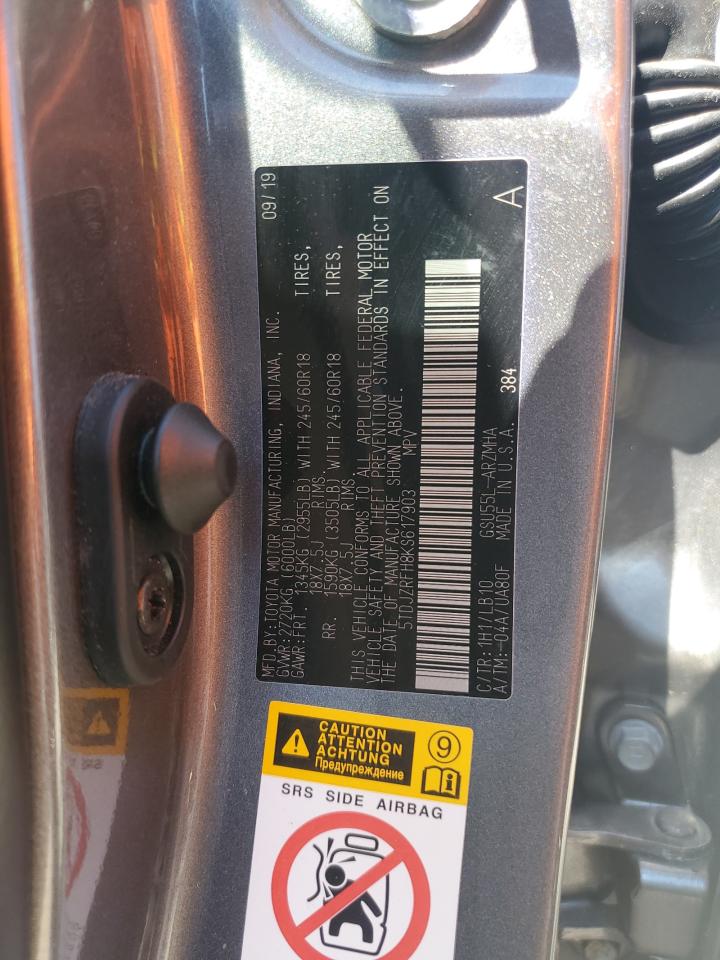 MFD.BY:TOYOTA MOTOR MANUFACTURING, INDIANA, INC. 09/19
GVWR:2720KG (6000LB)
GAWR:FRT. 1345KG (2955LB) WITH 245/60R18 TIRES,
18X7.5J RIMS
RR. 1590KG (3505LB) WITH 245/60R18 TIRES,
18X7.5J RIMS
THIS VEHICLE CONFORMS TO ALL APPLICABLE FEDERAL MOTOR
VEHICLE SAFETY AND THEFT PREVENTION STANDARDS IN EFFECT ON
THE DATE OF MANUFACTURE SHOWN ABOVE.
5TDJZRFH8KS617903 MPV
C/TR:1H1/LB10 GSU55L-ARZMHA
A/TM:-04A/UA80F MADE IN U.S.A. 384 A
CAUTION
ATTENTION
ACHTUNG
Предупреждение
9
i
SRS SIDE AIRBAG